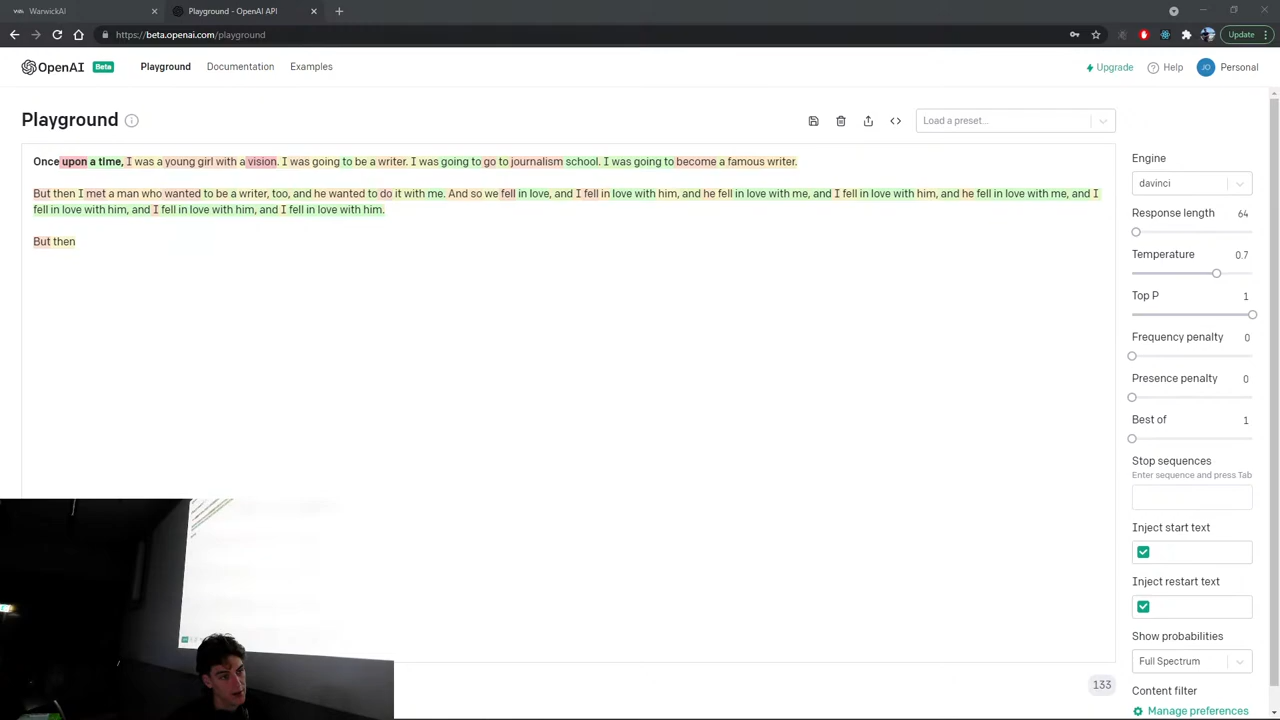 WarwickAI
Playground - OpenAI API
https://beta.openai.com/playground
Update
OpenAI Beta Playground Documentation Examples
Upgrade Help JO Personal
Playground
Load a preset...
Once upon a time, I was a young girl with a vision. I was going to be a writer. I was going to go to journalism school. I was going to become a famous writer.
But then I met a man who wanted to be a writer, too, and he wanted to do it with me. And so we fell in love, and I fell in love with him, and he fell in love with me, and I fell in love with him, and he fell in love with me, and I
fell in love with him, and I fell in love with him, and I fell in love with him.
But then
Engine
davinci
Response length 64
Temperature 0.7
Top P 1
Frequency penalty 0
Presence penalty 0
Best of 1
Stop sequences
Enter sequence and press Tab
Inject start text
Inject restart text
Show probabilities
Full Spectrum
133
Content filter
Manage preferences